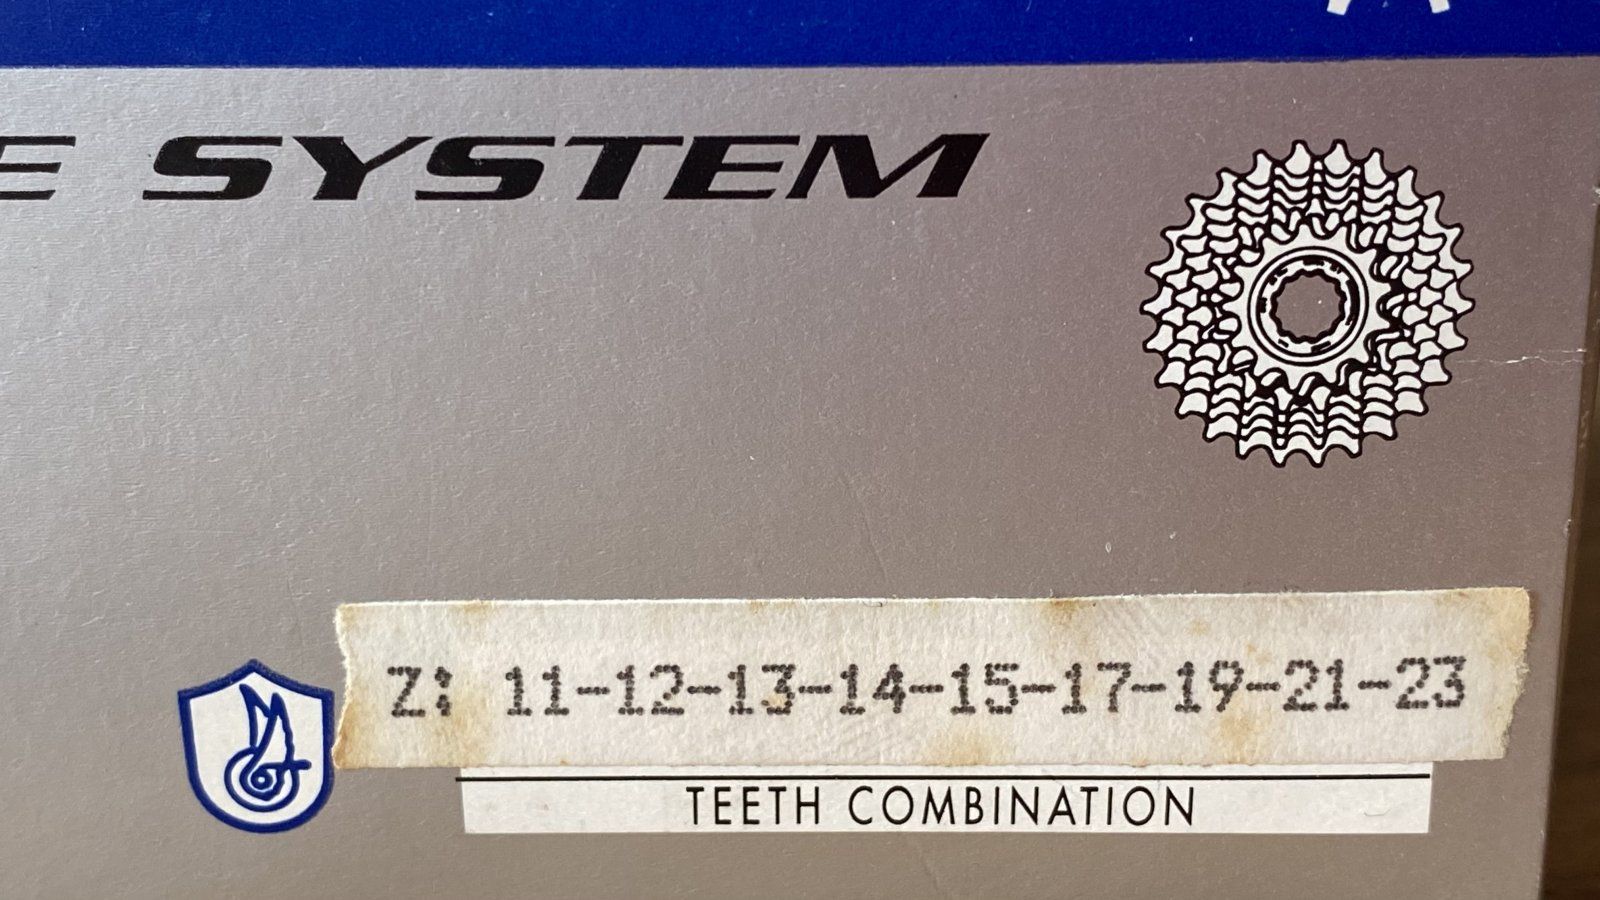 E SYSTEM
Z: 11-12-13-14-15-17-19-21-23
TEETH COMBINATION